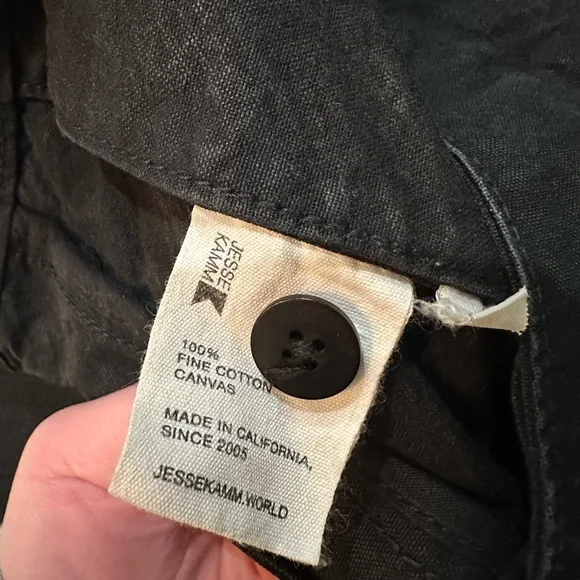 JESSE
KAMM
100%
FINE COTTON
CANVAS
MADE IN CALIFORNIA,
SINCE 2005
JESSEKAMM.WORLD